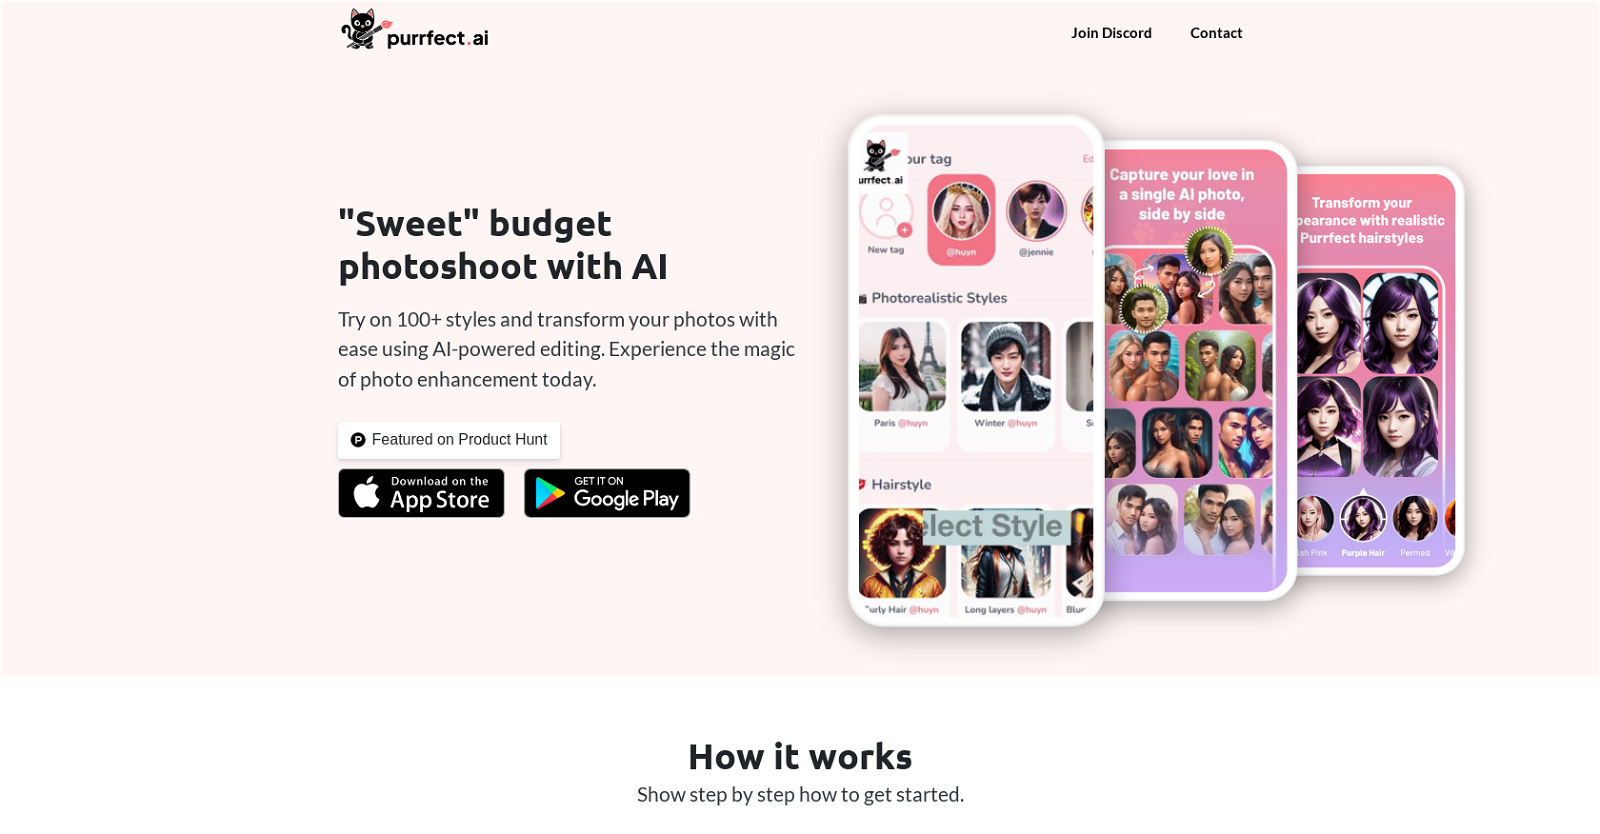 purrfect.ai
Join Discord
Contact
"Sweet" budget
photoshoot with AI
Try on 100+ styles and transform your photos with
ease using AI-powered editing. Experience the magic
of photo enhancement today.
Featured on Product Hunt
Download on the
App Store
GET IT ON
Google Play
our tag
Ed
urrfect.ai
New tag
@huyn
@jennie
Photorealistic Styles
Paris @huyn
Winter @huyn
Hairstyle
elect Style
Curly Hair @huyn
Long layers @huyn
Capture your love in
a single AI photo,
side by side
Transform your
pearance with realistic
Purrfect hairstyles
sh Pink
Purple Hair
Permed
How it works
Show step by step how to get started.